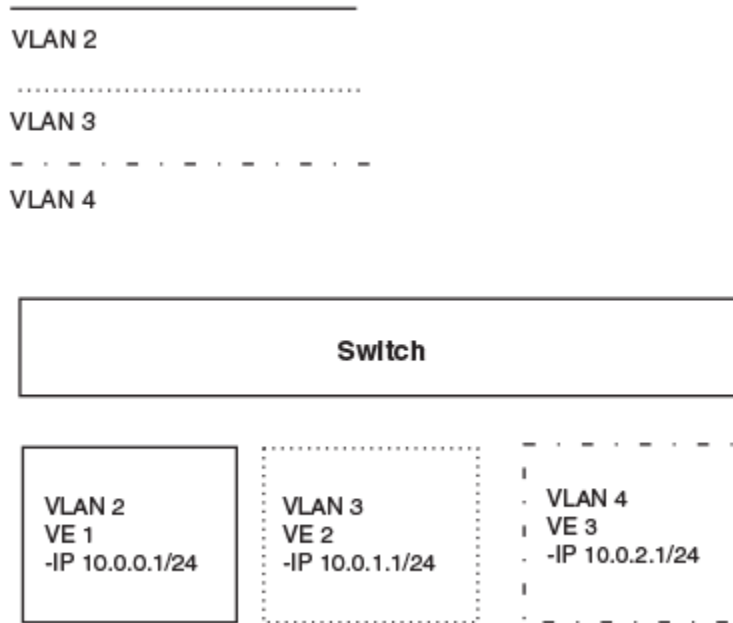 VLAN 2
VLAN 3
VLAN 4
Switch
VLAN 2
VE 1
-IP 10.0.0.1/24
VLAN 3
VE 2
-IP 10.0.1.1/24
VLAN 4
VE 3
-IP 10.0.2.1/24